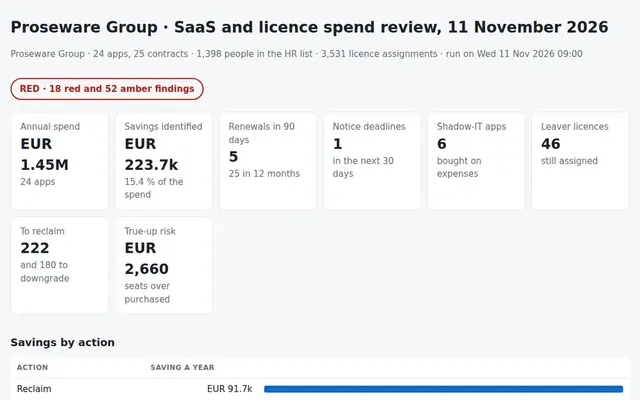 Proseware Group · SaaS and licence spend review, 11 November 2026
Proseware Group · 24 apps, 25 contracts · 1,398 people in the HR list · 3,531 licence assignments · run on Wed 11 Nov 2026 09:00
RED · 18 red and 52 amber findings
Annual spend
EUR
1.45M
24 apps
Savings identified
EUR
223.7k
15.4 % of the
spend
Renewals in 90
days
5
25 in 12 months
Notice deadlines
1
in the next 30
days
Shadow-IT apps
6
bought on
expenses
Leaver licences
46
still assigned
To reclaim
222
and 180 to
downgrade
True-up risk
EUR
2,660
seats over
purchased
Savings by action
ACTION SAVING A YEAR
Reclaim EUR 91.7k